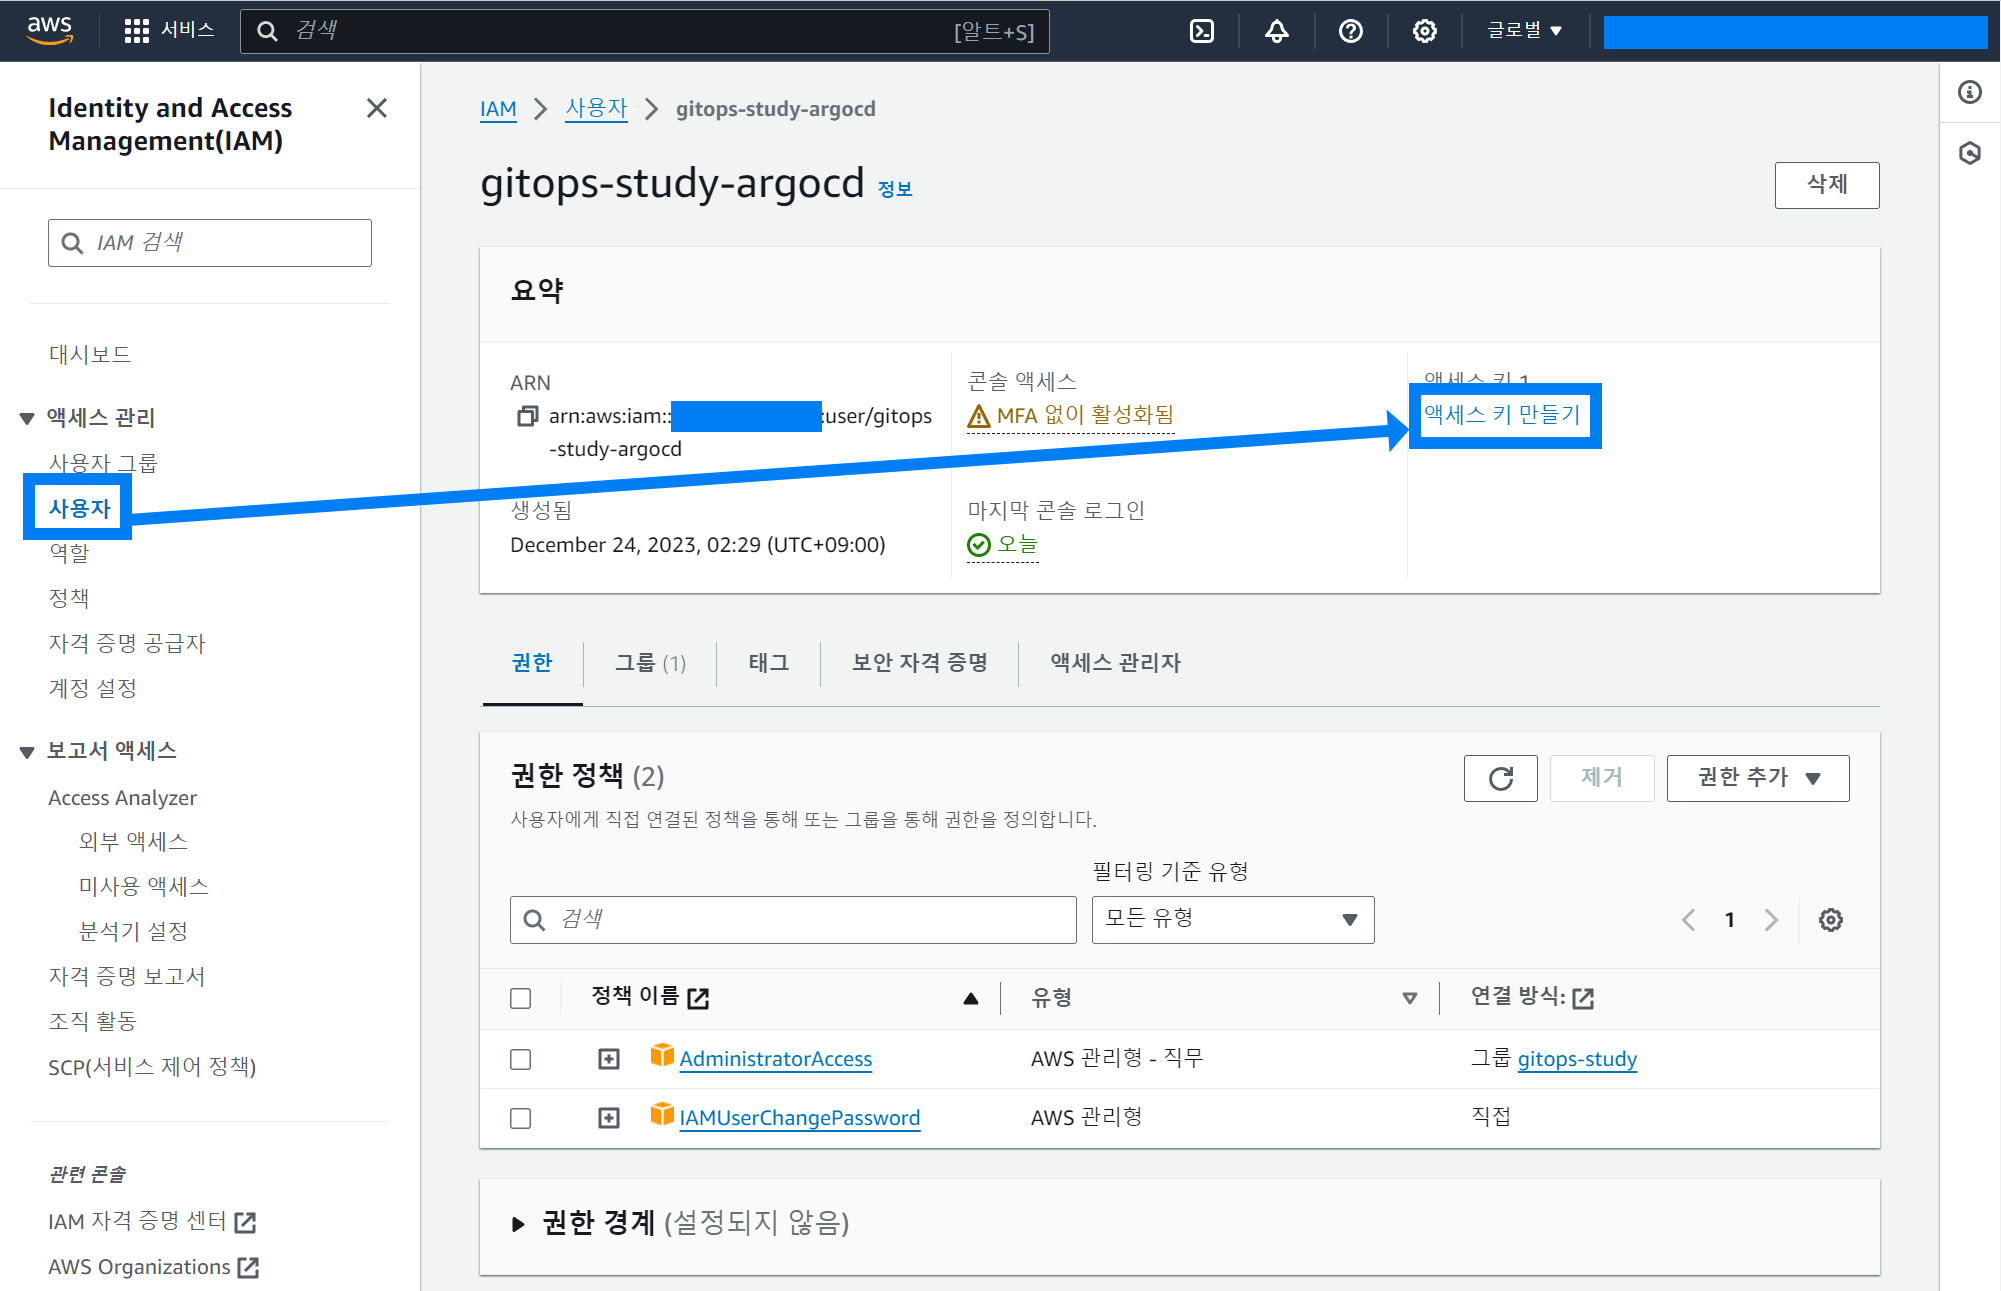 aws
서비스
검색
[알트+S]
글로벌
Identity and Access
Management(IAM)
IAM 검색
대시보드
액세스 관리
사용자 그룹
사용자
역할
정책
자격 증명 공급자
계정 설정
보고서 액세스
Access Analyzer
외부 액세스
미사용 액세스
분석기 설정
자격 증명 보고서
조직 활동
SCP(서비스 제어 정책)
관련 콘솔
IAM 자격 증명 센터
AWS Organizations
IAM
사용자
gitops-study-argocd
gitops-study-argocd 정보
삭제
요약
ARN
arn:aws:iam::
:user/gitops
-study-argocd
콘솔 액세스
MFA 없이 활성화됨
액세스 키 1
액세스 키 만들기
생성됨
December 24, 2023, 02:29 (UTC+09:00)
마지막 콘솔 로그인
오늘
권한
그룹 (1)
태그
보안 자격 증명
액세스 관리자
권한 정책 (2)
제거
권한 추가
사용자에게 직접 연결된 정책을 통해 또는 그룹을 통해 권한을 정의합니다.
필터링 기준 유형
검색
모든 유형
1
정책 이름
유형
연결 방식:
AdministratorAccess
AWS 관리형 - 직무
그룹 gitops-study
IAMUserChangePassword
AWS 관리형
직접
권한 경계 (설정되지 않음)